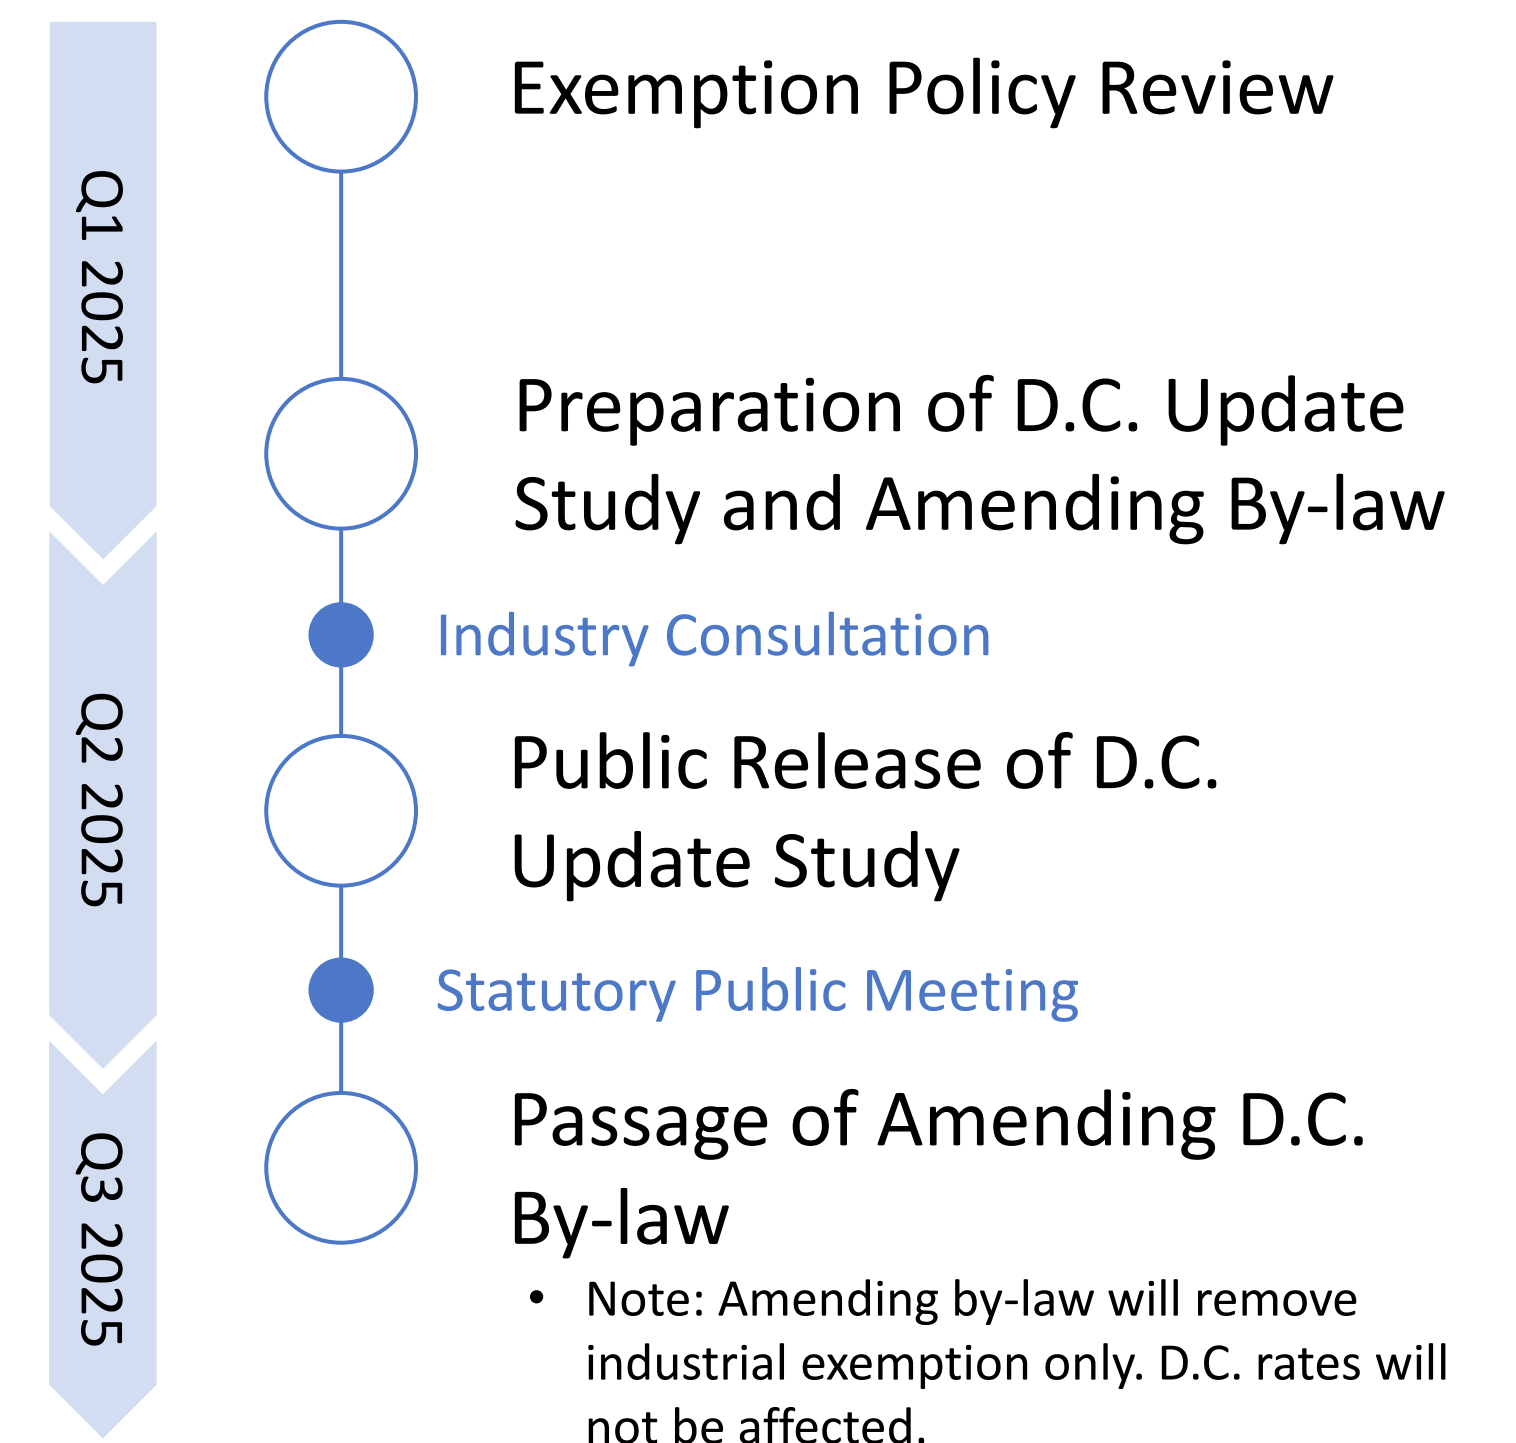 Q1 2025
Exemption Policy Review
Preparation of D.C. Update
Study and Amending By-law
Q2 2025
Industry Consultation
Public Release of D.C.
Update Study
Statutory Public Meeting
Q3 2025
Passage of Amending D.C.
By-law
• Note: Amending by-law will remove
industrial exemption only. D.C. rates will
not be affected.